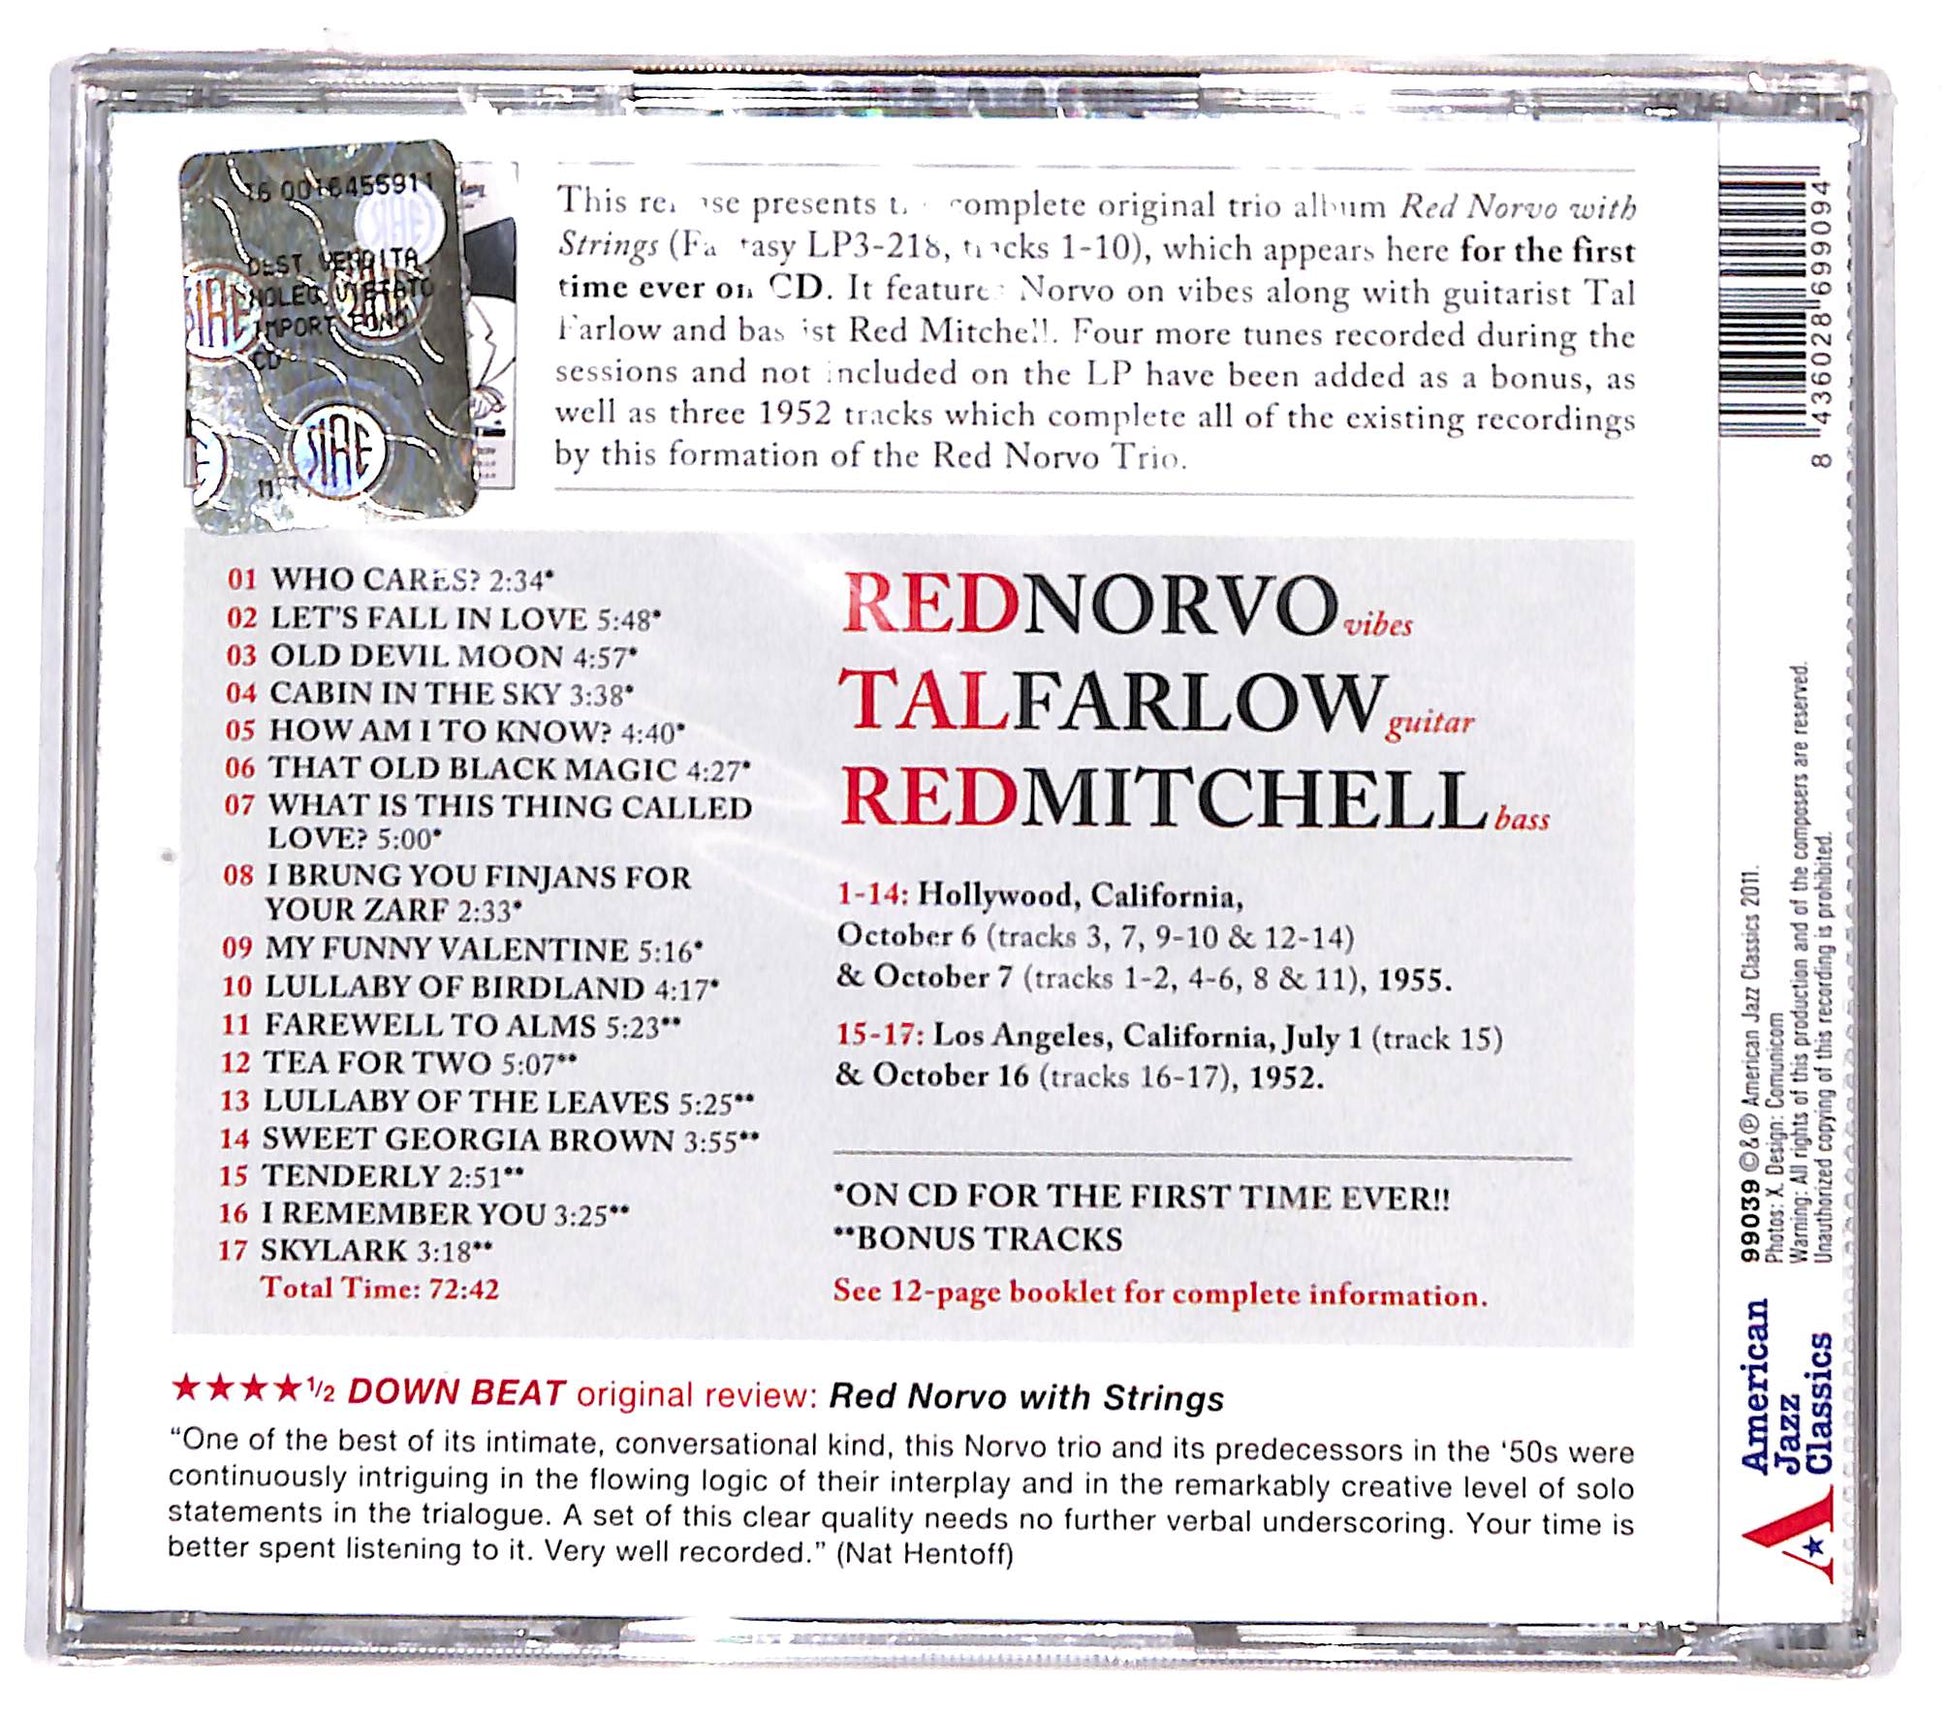 16 0016455911
DEST VENDITA
NOLEG VIETATO
IMPORT FONO
CD
SIAE
SIAE
SIAE
SIAE
This presents complete original trio album Red Norvo with
Strings (Fantasy LP3-218, tracks 1-10), which appears here for the first
time ever on CD. It features Norvo on vibes along with guitarist Tal
Farlow and bassist Red Mitchell. Four more tunes recorded during the
sessions and not included on the LP have been added as a bonus, as
well as three 1952 tracks which complete all of the existing recordings
by this formation of the Red Norvo Trio.
01 WHO CARES? 2:34*
02 LET'S FALL IN LOVE 5:48*
03 OLD DEVIL MOON 4:57*
04 CABIN IN THE SKY 3:38*
05 HOW AM I TO KNOW? 4:40*
06 THAT OLD BLACK MAGIC 4:27*
07 WHAT IS THIS THING CALLED
LOVE? 5:00*
08 I BRUNG YOU FINJANS FOR
YOUR ZARF 2:33*
09 MY FUNNY VALENTINE 5:16*
10 LULLABY OF BIRDLAND 4:17*
11 FAREWELL TO ALMS 5:23**
12 TEA FOR TWO 5:07**
13 LULLABY OF THE LEAVES 5:25**
14 SWEET GEORGIA BROWN 3:55**
15 TENDERLY 2:51**
16 I REMEMBER YOU 3:25**
17 SKYLARK 3:18**
Total Time: 72:42
REDNORVO vibes
TALFARLOW guitar
REDMITCHELL bass
1-14: Hollywood, California,
October 6 (tracks 3, 7, 9-10 & 12-14)
& October 7 (tracks 1-2, 4-6, 8 & 11), 1955.
15-17: Los Angeles, California, July 1 (track 15)
& October 16 (tracks 16-17), 1952.
*ON CD FOR THE FIRST TIME EVER!!
**BONUS TRACKS
See 12-page booklet for complete information.
★★★★1/2 DOWN BEAT original review: Red Norvo with Strings
“One of the best of its intimate, conversational kind, this Norvo trio and its predecessors in the ‘50s were
continuously intriguing in the flowing logic of their interplay and in the remarkably creative level of solo
statements in the trialogue. A set of this clear quality needs no further verbal underscoring. Your time is
better spent listening to it. Very well recorded.” (Nat Hentoff)
8 436028 699094
99039 ©&℗ American Jazz Classics 2011.
Photos: X. Design: Comunicom
Warning: All rights of this production and of the composers are reserved.
Unauthorized copying of this recording is prohibited.
American
Jazz
Classics